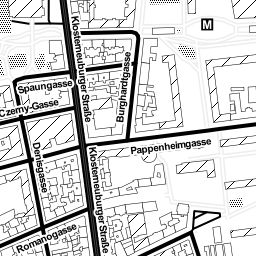 M
Klosterneuburger Straße
Burghardtgasse
Spaungasse
Czerny-Gasse
Pappenheimgasse
Denisgasse
Klosterneuburger Straße
Romanogasse